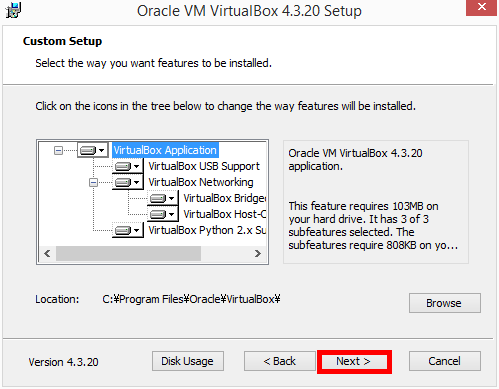 Oracle VM VirtualBox 4.3.20 Setup
Custom Setup
Select the way you want features to be installed.
Click on the icons in the tree below to change the way features will be installed.
VirtualBox Application
VirtualBox USB Support
VirtualBox Networking
VirtualBox Bridge
VirtualBox Host-O
VirtualBox Python 2.x Su
Oracle VM VirtualBox 4.3.20
application.
This feature requires 103MB on
your hard drive. It has 3 of 3
subfeatures selected. The
subfeatures require 808KB on yo...
Location: C:¥Program Files¥Oracle¥VirtualBox¥
Browse
Version 4.3.20
Disk Usage
< Back
Next >
Cancel